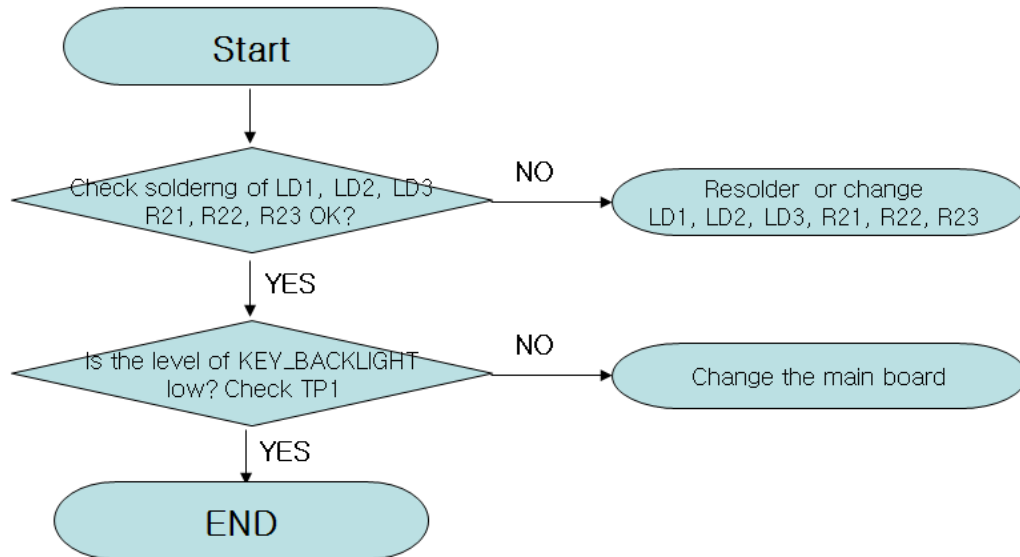 Start
Check solderng of LD1, LD2, LD3
R21, R22, R23 OK?
NO
Resolder or change
LD1, LD2, LD3, R21, R22, R23
YES
Is the level of KEY_BACKLIGHT
low? Check TP1
NO
Change the main board
YES
END